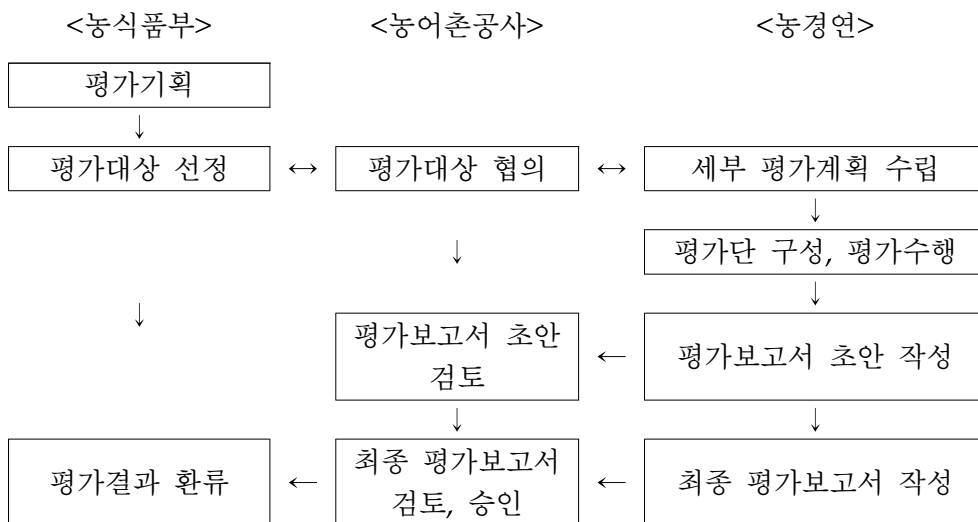 <농식품부> <농어촌공사> <농경연>
평가기획
↓
평가대상 선정 ↔ 평가대상 협의 ↔ 세부 평가계획 수립
↓
↓
평가단 구성, 평가수행
↓
↓
평가보고서 초안
검토
←
평가보고서 초안 작성
↓
↓
평가결과 환류
←
최종 평가보고서
검토, 승인
←
최종 평가보고서 작성